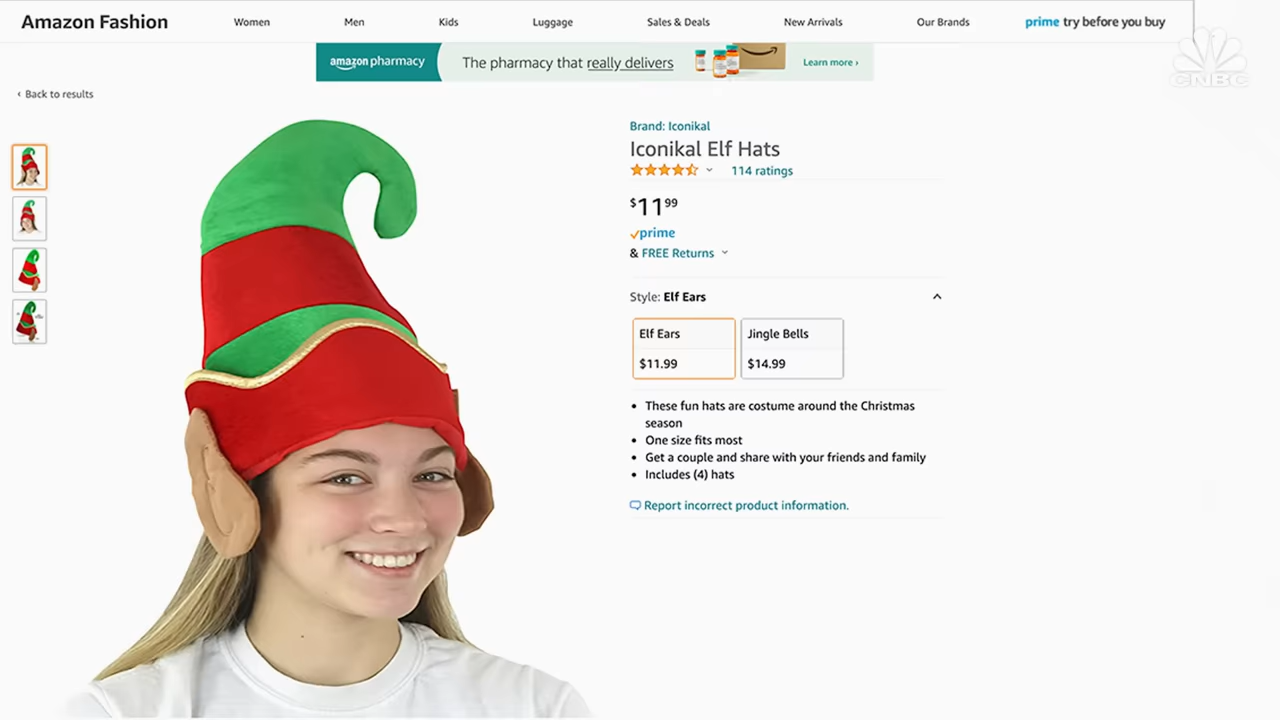 Amazon Fashion
Women
Men
Kids
Luggage
Sales & Deals
New Arrivals
Our Brands
prime try before you buy
CNBC
amazon pharmacy
The pharmacy that really delivers
Learn more ›
‹ Back to results
Brand: Iconikal
Iconikal Elf Hats
114 ratings
$11.99
prime
& FREE Returns
Style: Elf Ears
Elf Ears
$11.99
Jingle Bells
$14.99
• These fun hats are costume around the Christmas
season
• One size fits most
• Get a couple and share with your friends and family
• Includes (4) hats
Report incorrect product information.